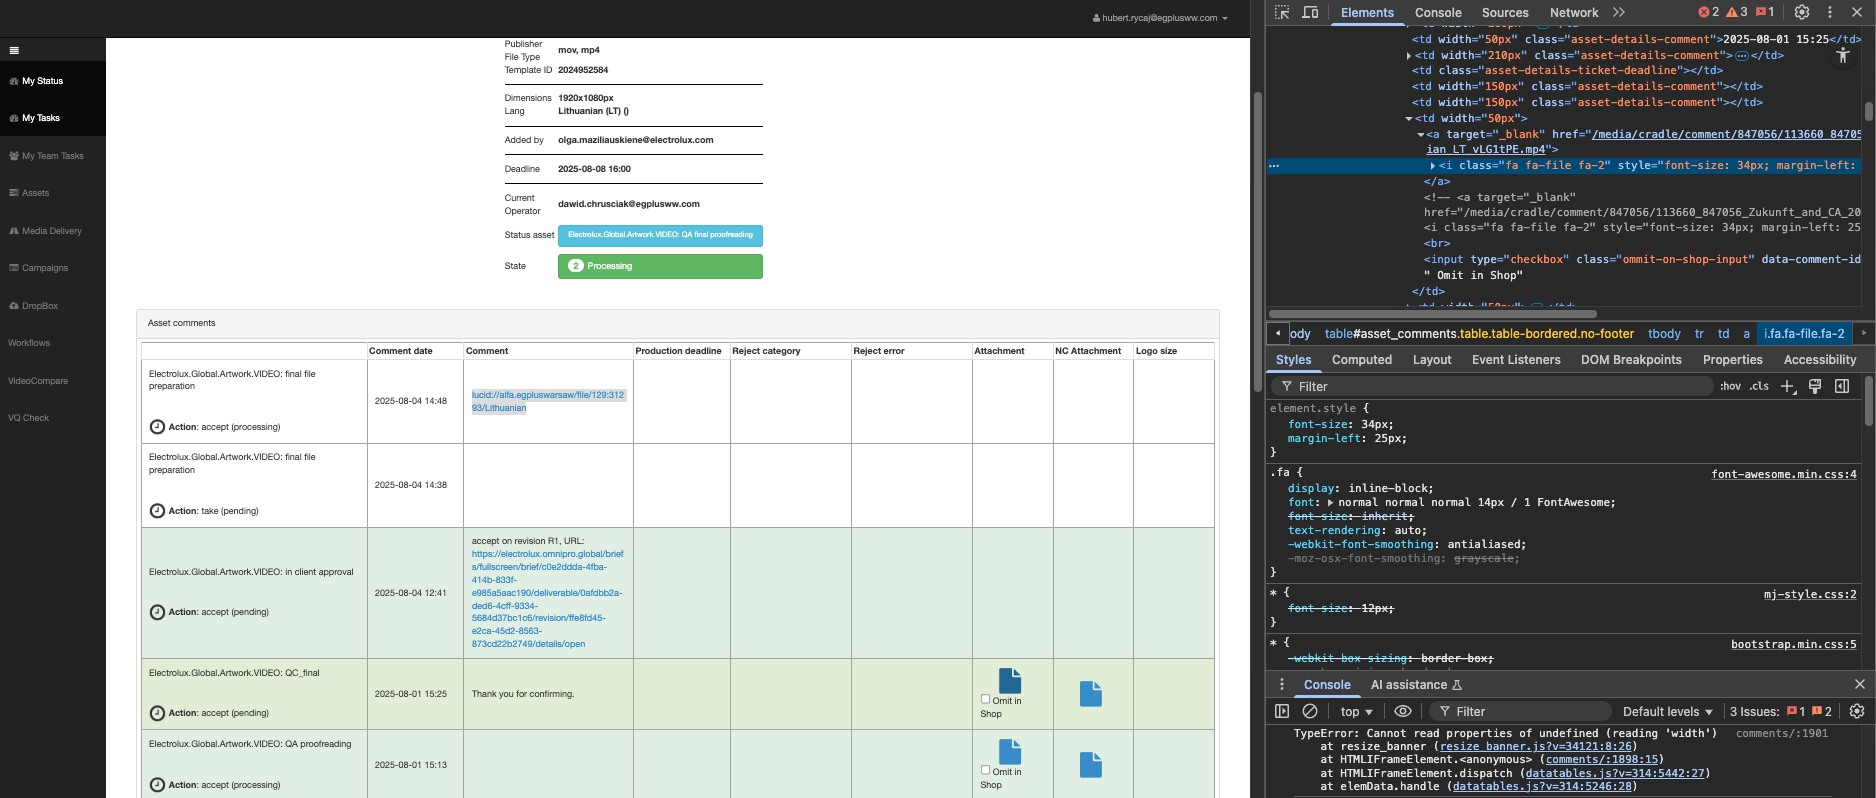 hubert.rycaj@egplusww.com
My Status
My Tasks
My Team Tasks
Assets
Media Delivery
Campaigns
DropBox
Workflows
VideoCompare
VQ Check
Publisher
File Type
mov, mp4
Template ID 2024952584
Dimensions 1920x1080px
Lang Lithuanian (LT) ()
Added by olga.maziliauskiene@electrolux.com
Deadline 2025-08-08 16:00
Current
Operator
dawid.chrusciak@egplusww.com
Status asset Electrolux.Global.Artwork.VIDEO: QA final proofreading
State 2 Processing
Asset comments
Comment date Comment Production deadline Reject category Reject error Attachment NC Attachment Logo size
Electrolux.Global.Artwork.VIDEO: final file
preparation
Action: accept (processing)
2025-08-04 14:48
lucid://alfa.egpluswarsaw/file/129:312
93/Lithuanian
Electrolux.Global.Artwork.VIDEO: final file
preparation
Action: take (pending)
2025-08-04 14:38
Electrolux.Global.Artwork.VIDEO: in client approval
Action: accept (pending)
2025-08-04 12:41
accept on revision R1, URL:
https://electrolux.omnipro.global/brief
s/fullscreen/brief/c0e2ddda-4fba-
414b-833f-
e985a5aac190/deliverable/0afdbb2a-
ded6-4cff-9334-
5684d37bc1c6/revision/ffe8fd45-
e2ca-45d2-8563-
873cd22b2749/details/open
Electrolux.Global.Artwork.VIDEO: QC_final
Action: accept (pending)
2025-08-01 15:25
Thank you for confirming.
Omit in
Shop
Electrolux.Global.Artwork.VIDEO: QA proofreading
Action: accept (processing)
2025-08-01 15:13
Omit in
Shop
Elements Console Sources Network 2 3 1
<td width="50px" class="asset-details-comment">2025-08-01 15:25</td>
<td width="210px" class="asset-details-comment"> </td>
<td class="asset-details-ticket-deadline"></td>
<td width="150px" class="asset-details-comment"></td>
<td width="150px" class="asset-details-comment"></td>
<td width="50px">
<a target="_blank" href="/media/cradle/comment/847056/113660_84705
ian_LT_vLG1tPE.mp4">
<i class="fa fa-file fa-2" style="font-size: 34px; margin-left:
</a>
<!-- <a target="_blank"
href="/media/cradle/comment/847056/113660_847056_Zukunft_and_CA_20
<i class="fa fa-file fa-2" style="font-size: 34px; margin-left: 25
<br>
<input type="checkbox" class="ommit-on-shop-input" data-comment-id
" Omit in Shop"
</td>
ody table#asset_comments.table.table-bordered.no-footer tbody tr td a i.fa.fa-file.fa-2
Styles Computed Layout Event Listeners DOM Breakpoints Properties Accessibility
Filter :hov .cls
element.style {
font-size: 34px;
margin-left: 25px;
}
.fa { font-awesome.min.css:4
display: inline-block;
font: normal normal normal 14px / 1 FontAwesome;
font-size: inherit;
text-rendering: auto;
-webkit-font-smoothing: antialiased;
-moz-osx-font-smoothing: grayscale;
}
* { mj-style.css:2
font-size: 12px;
}
* { bootstrap.min.css:5
-webkit-box-sizing: border-box;
Console AI assistance
top Filter Default levels 3 Issues: 1 2
TypeError: Cannot read properties of undefined (reading 'width') comments/:1901
at resize_banner (resize_banner.js?v=34121:8:26)
at HTMLIFrameElement.<anonymous> (comments/:1898:15)
at HTMLIFrameElement.dispatch (datatables.js?v=314:5442:27)
at elemData.handle (datatables.js?v=314:5246:28)